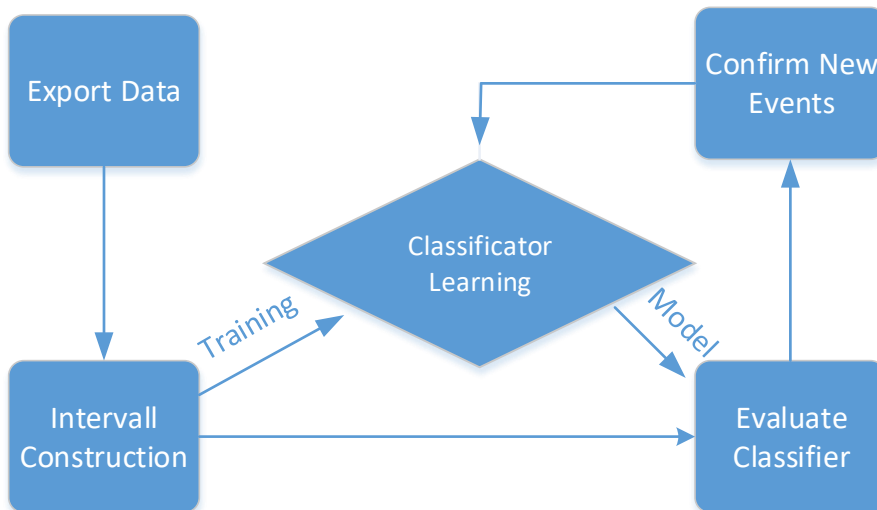 Export Data
Confirm New
Events
Classificator
Learning
Training
Model
Intervall
Construction
Evaluate
Classifier